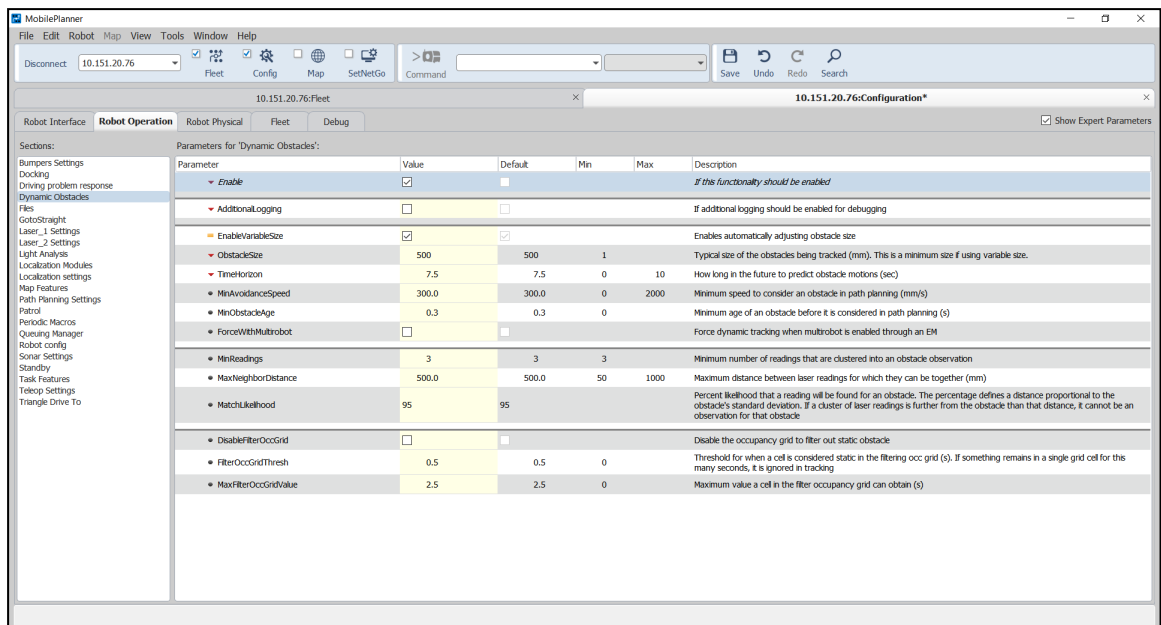 MobilePlanner
File Edit Robot Map View Tools Window Help
Disconnect 10.151.20.76 Fleet Config Map SetNetGo >_ Command Save Undo Redo Search
10.151.20.76:Fleet 10.151.20.76:Configuration*
Robot Interface Robot Operation Robot Physical Fleet Debug Show Expert Parameters
Sections:
Bumpers Settings
Docking
Driving problem response
Dynamic Obstacles
Files
GotoStraight
Laser_1 Settings
Laser_2 Settings
Light Analysis
Localization Modules
Localization settings
Map Features
Path Planning Settings
Patrol
Periodic Macros
Queuing Manager
Robot config
Sonar Settings
Standby
Task Features
Teleop Settings
Triangle Drive To
Parameters for 'Dynamic Obstacles':
Parameter Value Default Min Max Description
Enable If this functionality should be enabled
AdditionalLogging If additional logging should be enabled for debugging
EnableVariableSize Enables automatically adjusting obstacle size
ObstacleSize 500 500 1 Typical size of the obstacles being tracked (mm). This is a minimum size if using variable size.
TimeHorizon 7.5 7.5 0 10 How long in the future to predict obstacle motions (sec)
MinAvoidanceSpeed 300.0 300.0 0 2000 Minimum speed to consider an obstacle in path planning (mm/s)
MinObstacleAge 0.3 0.3 0 Minimum age of an obstacle before it is considered in path planning (s)
ForceWithMultirobot Force dynamic tracking when multirobot is enabled through an EM
MinReadings 3 3 3 Minimum number of readings that are clustered into an obstacle observation
MaxNeighborDistance 500.0 500.0 50 1000 Maximum distance between laser readings for which they can be together (mm)
MatchLikelihood 95 95 Percent likelihood that a reading will be found for an obstacle. The percentage defines a distance proportional to the
obstacle's standard deviation. If a cluster of laser readings is further from the obstacle than that distance, it cannot be an
observation for that obstacle
DisableFilterOccGrid Disable the occupancy grid to filter out static obstacle
FilterOccGridThresh 0.5 0.5 0 Threshold for when a cell is considered static in the filtering occ grid (s). If something remains in a single grid cell for this
many seconds, it is ignored in tracking
MaxFilterOccGridValue 2.5 2.5 0 Maximum value a cell in the filter occupancy grid can obtain (s)